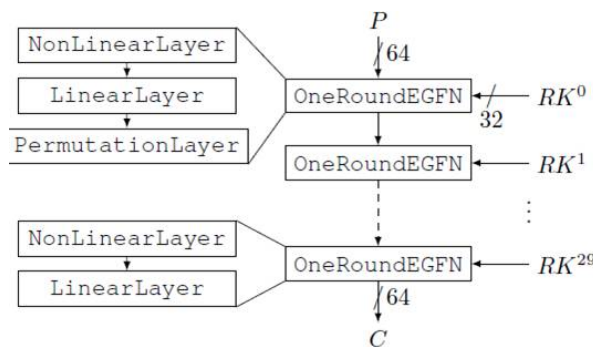 P
NonLinearLayer
64
LinearLayer
OneRoundEGFN
RK^0
32
PermutationLayer
OneRoundEGFN
RK^1
⋮
NonLinearLayer
OneRoundEGFN
RK^29
LinearLayer
64
C